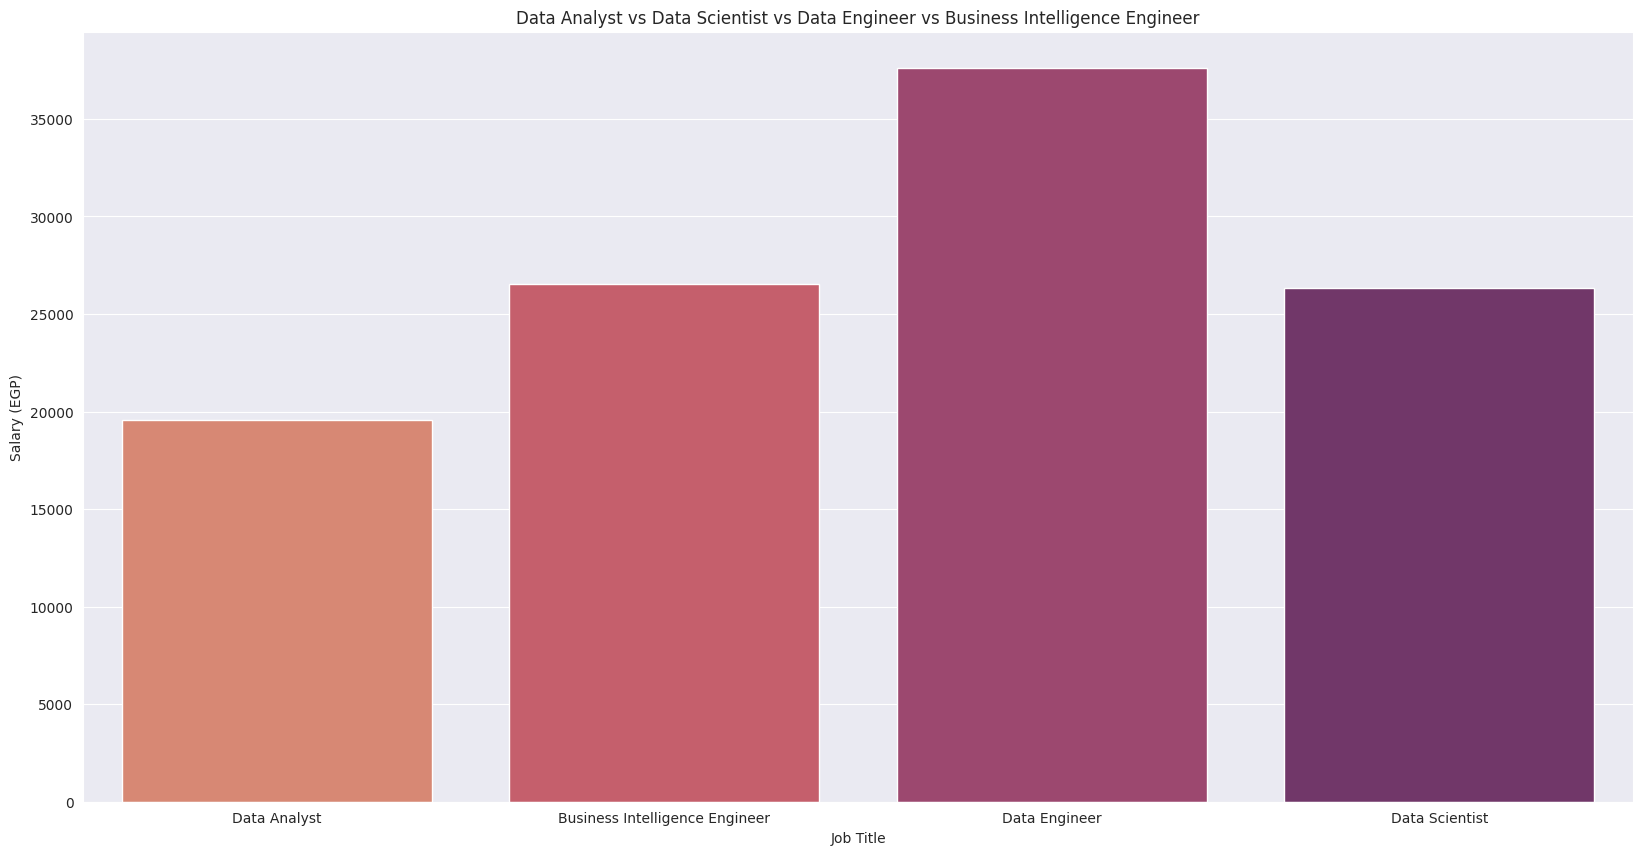 Data Analyst vs Data Scientist vs Data Engineer vs Business Intelligence Engineer
Salary (EGP)
35000
30000
25000
20000
15000
10000
5000
0
Data Analyst
Business Intelligence Engineer
Data Engineer
Data Scientist
Job Title